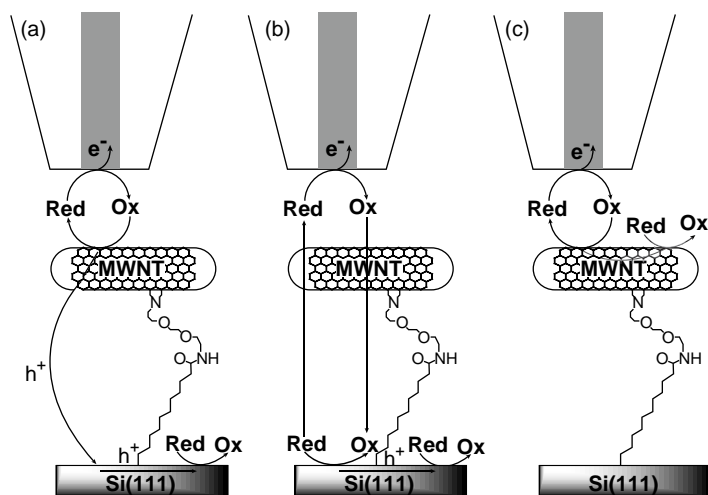 (a)
e-
Red
Ox
MWNT
N
O
O
O
NH
h+
h+
Red
Ox
Si(111)
(b)
e-
Red
Ox
MWNT
N
O
O
O
NH
Red
Ox
h+
Red
Ox
Si(111)
(c)
e-
Red
Ox
Red
Ox
MWNT
N
O
O
O
NH
Si(111)